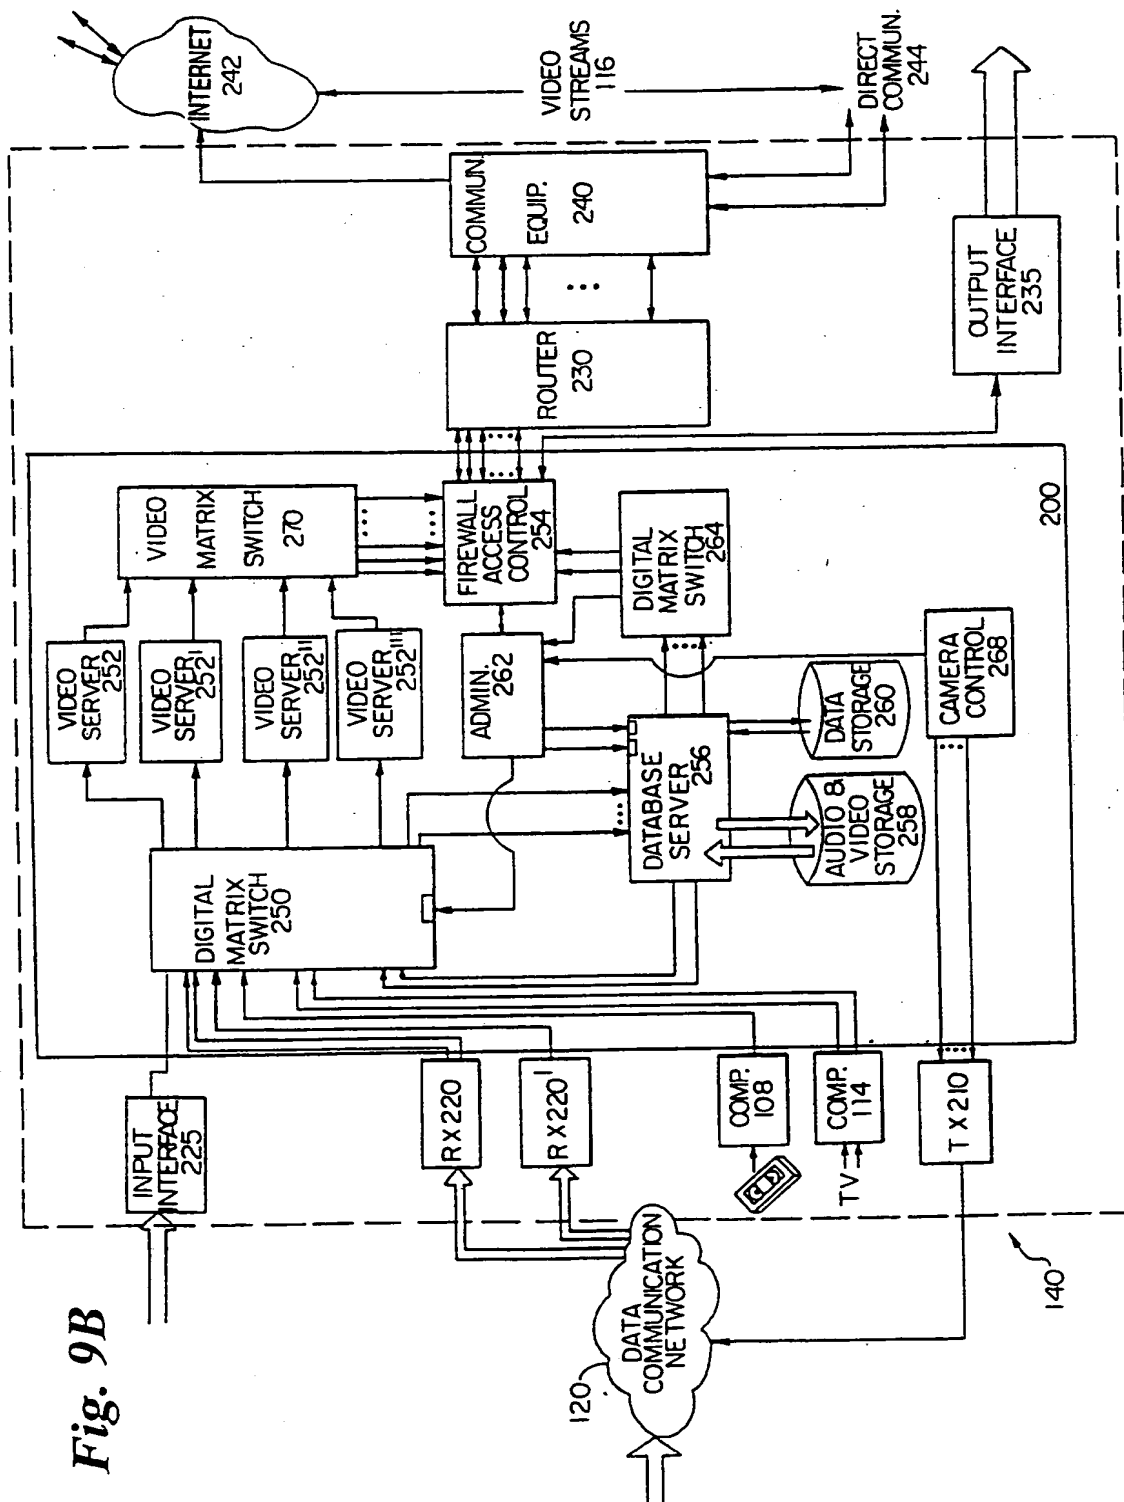 Fig. 9B
INPUT
INTERFACE
225
RX 220
RX 220'
COMP.
108
COMP.
114
TV
TX 210
DATA
COMMUNICATION
NETWORK
120
140
DIGITAL
MATRIX
SWITCH
250
VIDEO
SERVER
252
VIDEO
SERVER
252'
VIDEO
SERVER
252'''
VIDEO
SERVER
252''''
VIDEO
MATRIX
SWITCH
270
ADMIN.
262
FIREWALL
ACCESS
CONTROL
254
DATABASE
SERVER
256
DIGITAL
MATRIX
SWITCH
264
AUDIO &
VIDEO
STORAGE
258
DATA
STORAGE
260
CAMERA
CONTROL
268
200
ROUTER
230
COMMUN.
EQUIP.
240
OUTPUT
INTERFACE
235
INTERNET
242
VIDEO
STREAMS
116
DIRECT
COMMUN.
244